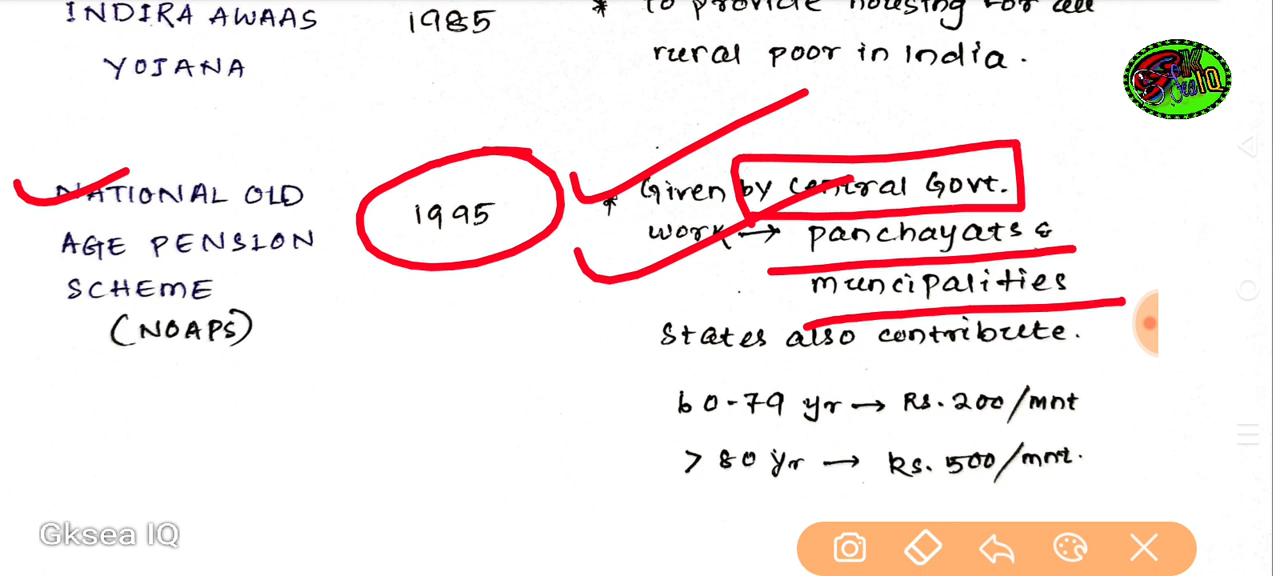 INDIRA AWAAS 1985 * to provide housing for all
YOJANA rural poor in India.
NATIONAL OLD 1995 * Given by central Govt.
AGE PENSION work → panchayats &
SCHEME muncipalities
(NOAPS) States also contribute.
60-79 yr → Rs. 200/mnt
> 80 yr → Rs. 500/mnt.
Gksea IQ